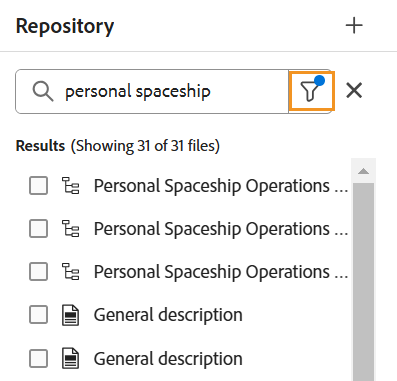 Repository
personal spaceship
Results (Showing 31 of 31 files)
Personal Spaceship Operations ...
Personal Spaceship Operations ...
Personal Spaceship Operations ...
General description
General description